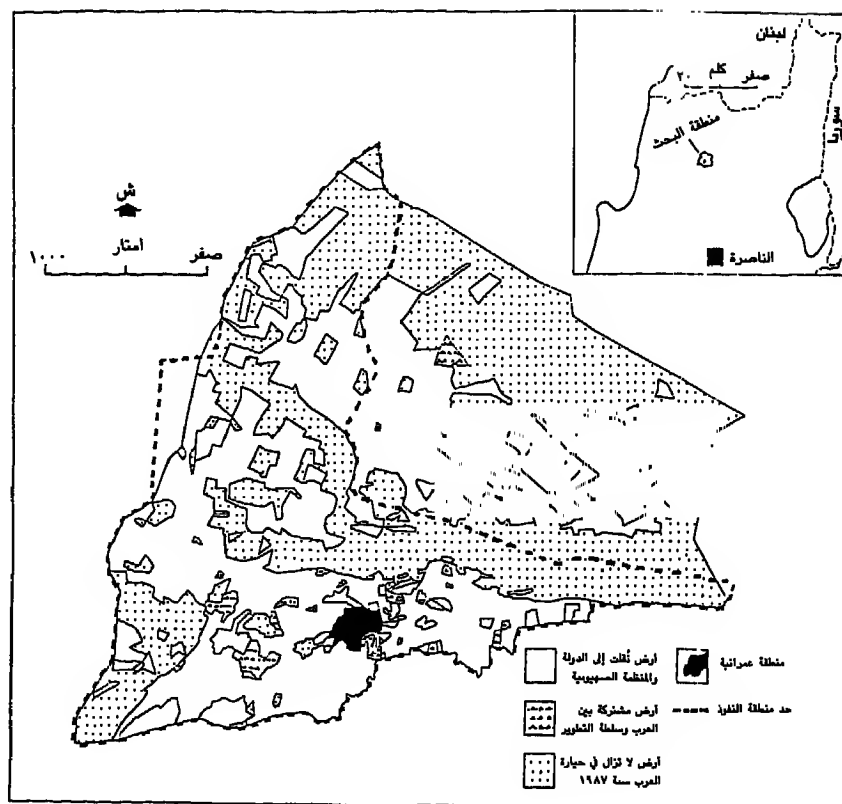 لبنان
سوريا
صفر كلم ٢٠
منطقة البحث
الناصرة
ش
صفر امتار ١٠٠٠
منطقة عمرانية
حد منطقة النفوذ
أرض نُقلت إلى الدولة
والمنظمة الصهيونية
أرض مشتركة بين
العرب وسلطة التطوير
أرض لا تزال في حيازة
العرب سنة ١٩٨٧